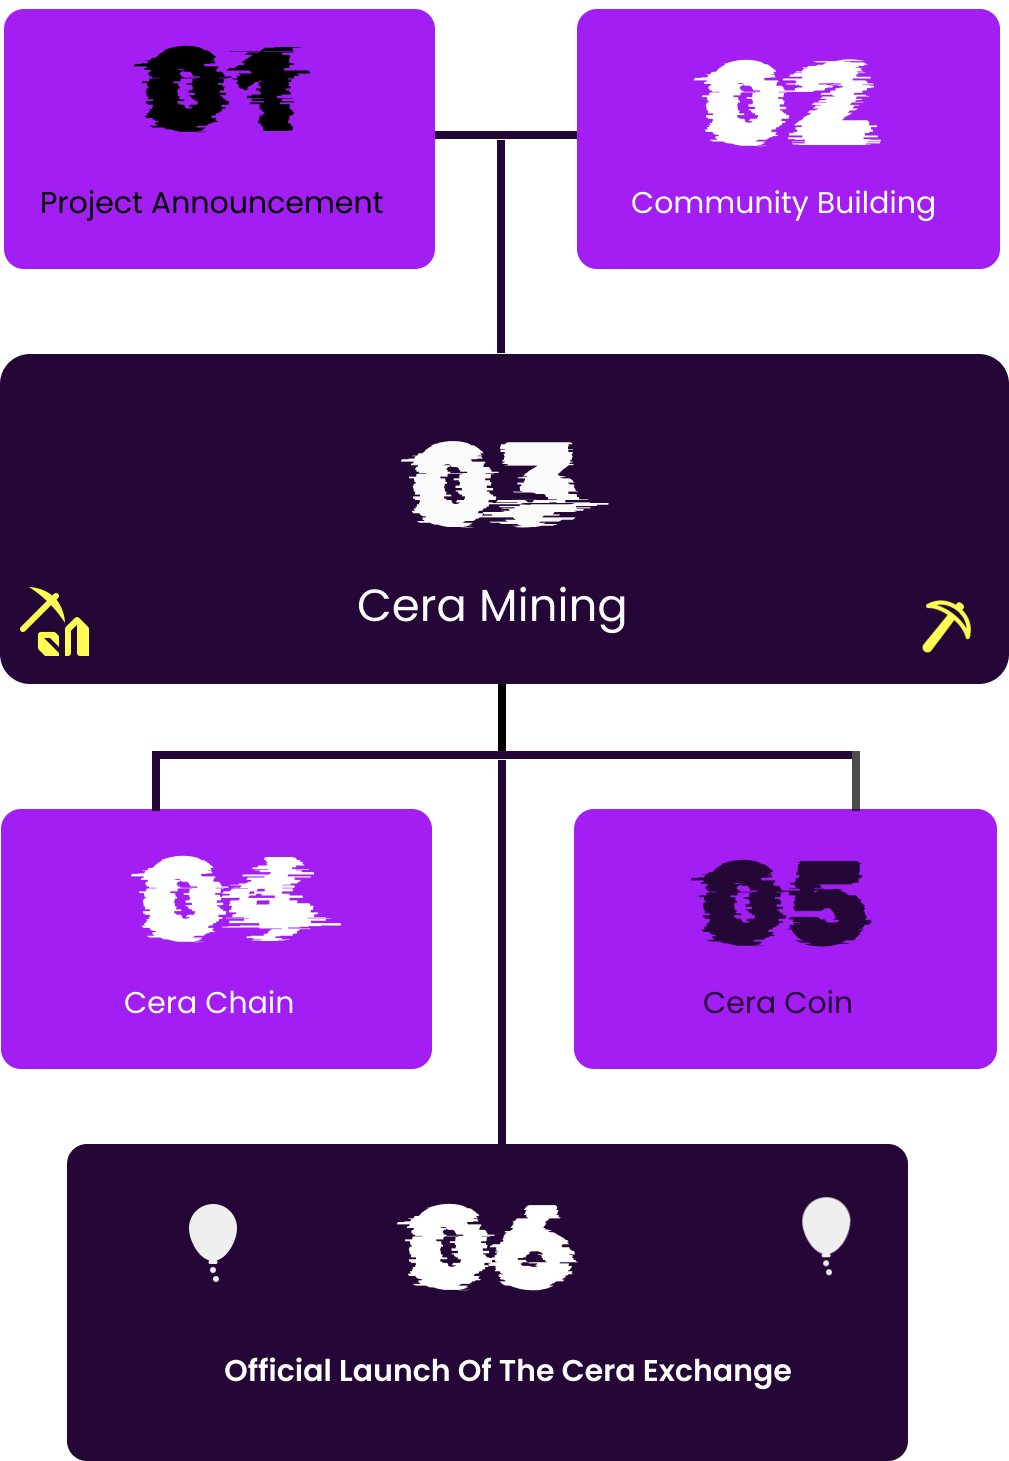 01
Project Announcement
02
Community Building
03
Cera Mining
04
Cera Chain
05
Cera Coin
06
Official Launch Of The Cera Exchange